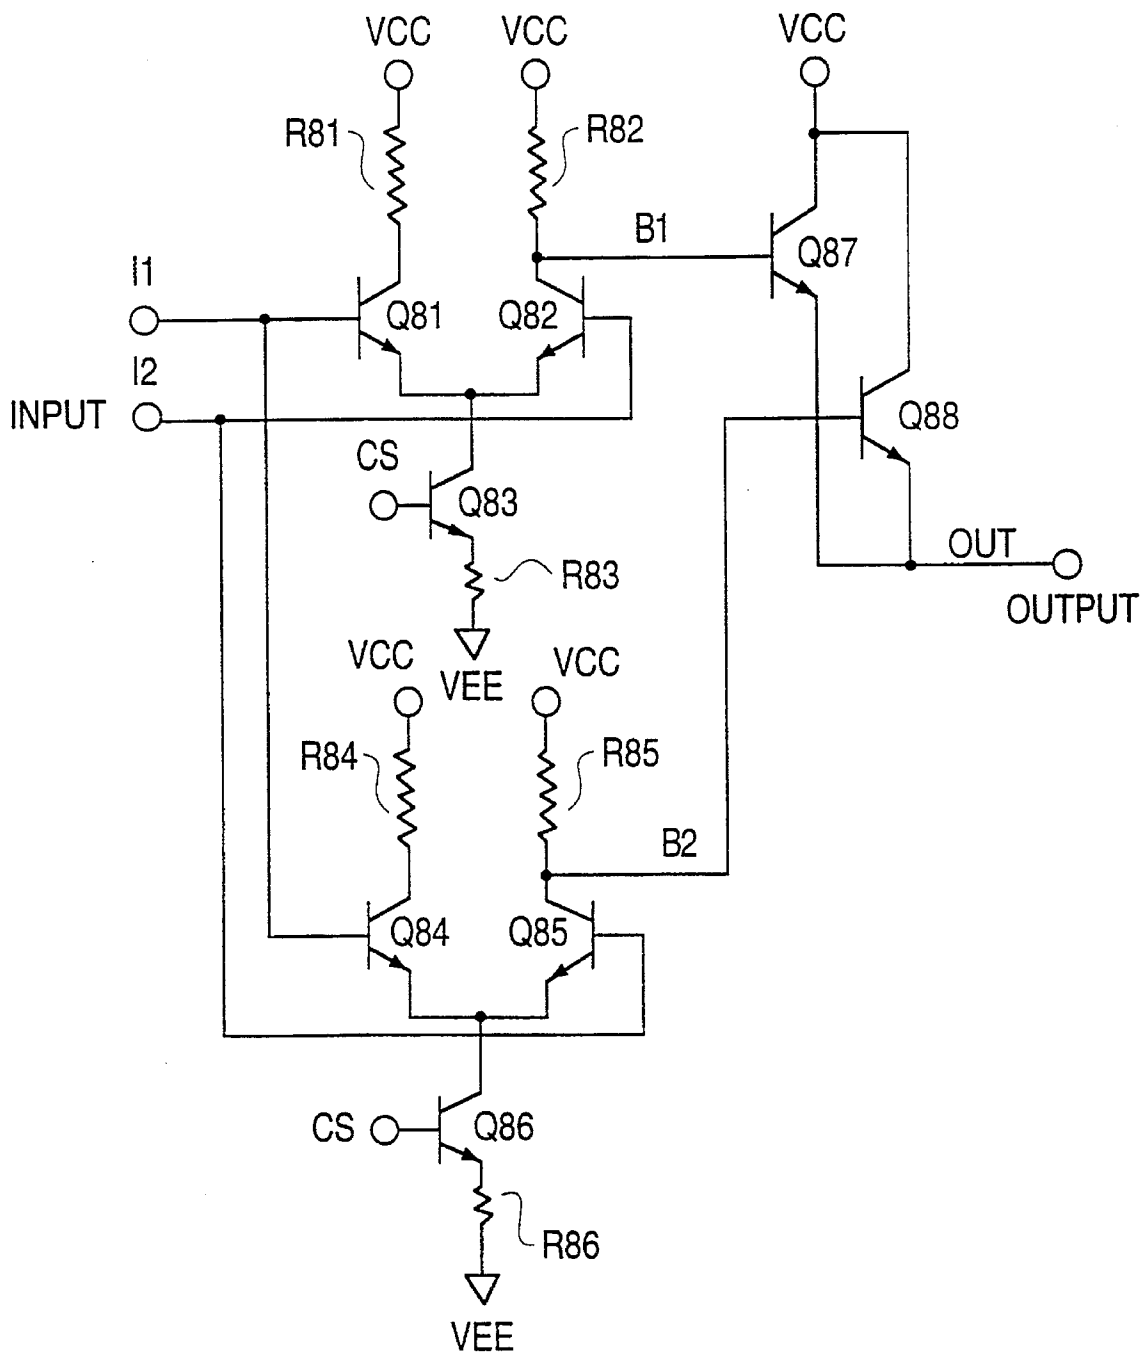 VCC
VCC
VCC
R81
R82
B1
Q87
I1
Q81
Q82
I2
INPUT
Q88
CS
Q83
OUT
R83
OUTPUT
VCC
VEE
VCC
R84
R85
B2
Q84
Q85
CS
Q86
R86
VEE